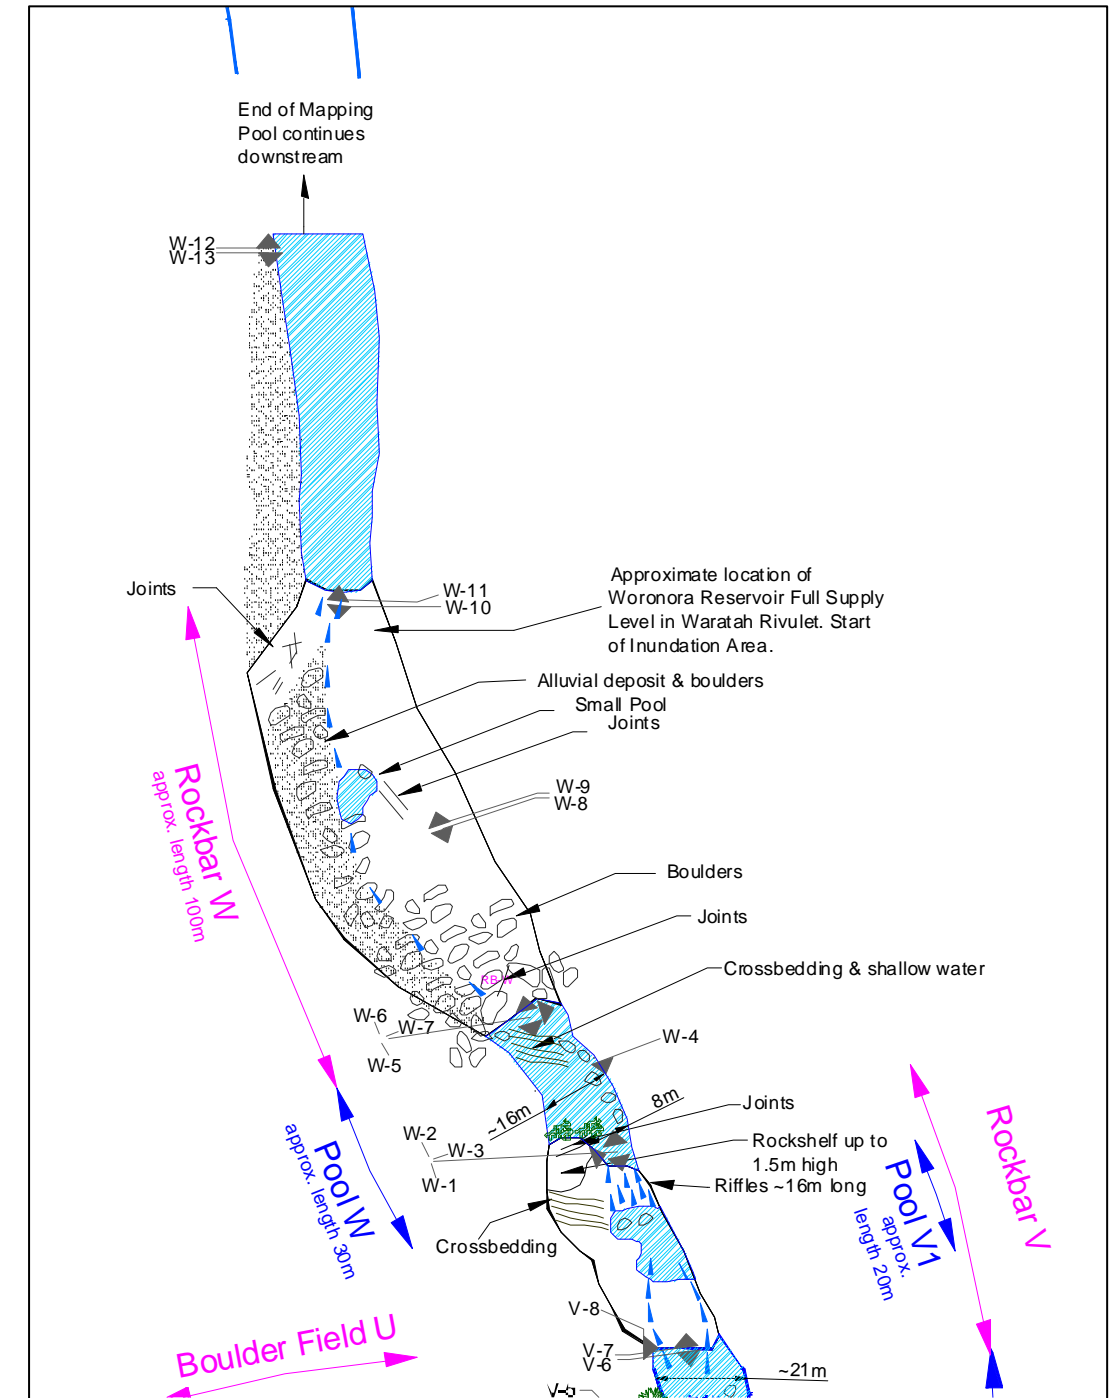 End of Mapping
Pool continues
downstream
W-12
W-13
Joints
W-11
W-10
Approximate location of
Woronora Reservoir Full Supply
Level in Waratah Rivulet. Start
of Inundation Area.
Alluvial deposit & boulders
Small Pool
Joints
Rockbar W
approx. length 100m
W-9
W-8
Boulders
Joints
Crossbedding & shallow water
RB-W
W-6
W-7
W-5
W-4
~16m
8m
Joints
W-2
W-3
W-1
Rockshelf up to
1.5m high
Riffles ~16m long
Pool W
approx. length 30m
Crossbedding
Rockbar V
Pool V1
approx.
length 20m
V-8
V-7
V-6
Boulder Field U
~21m